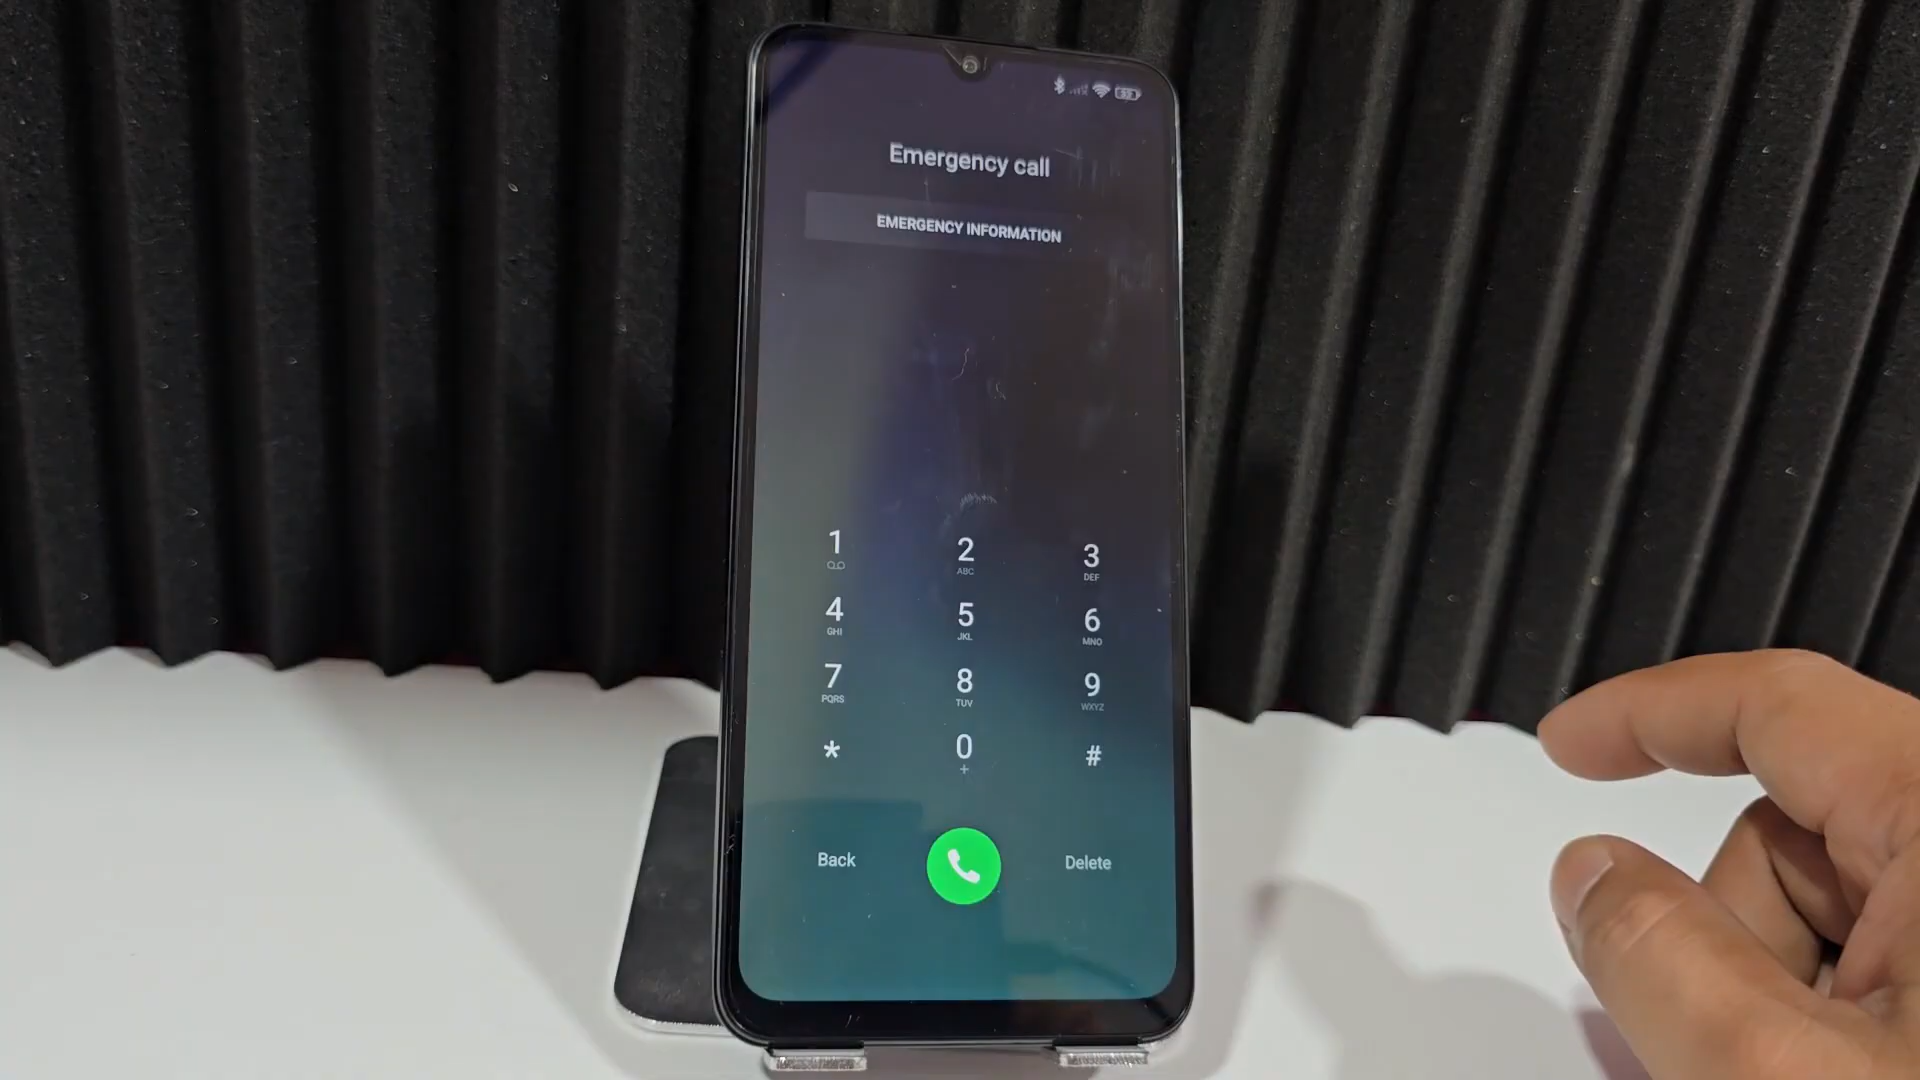 Emergency call
EMERGENCY INFORMATION
1 2 3
ABC DEF
4 5 6
GHI JKL MNO
7 8 9
PQRS TUV WXYZ
* 0 #
+
Back Delete